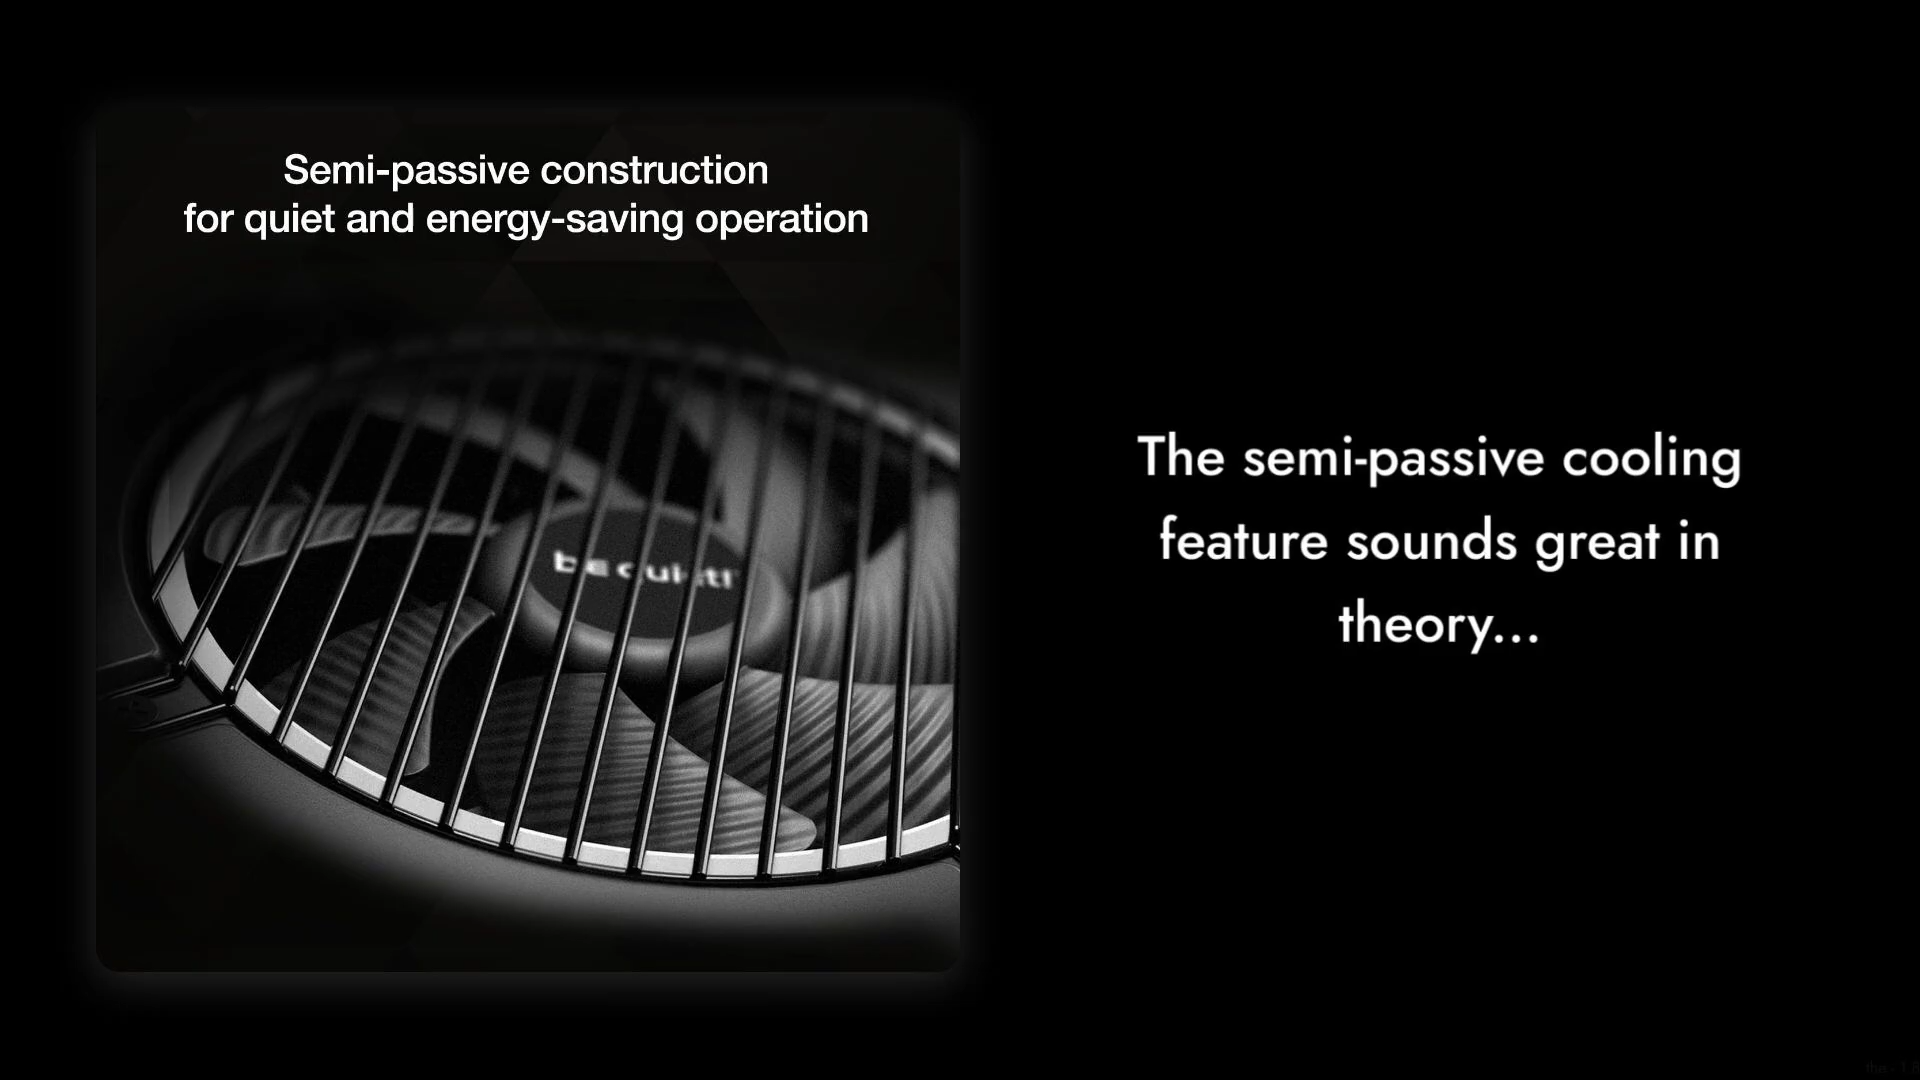 Semi-passive construction
for quiet and energy-saving operation
be quiet!
The semi-passive cooling
feature sounds great in
theory...